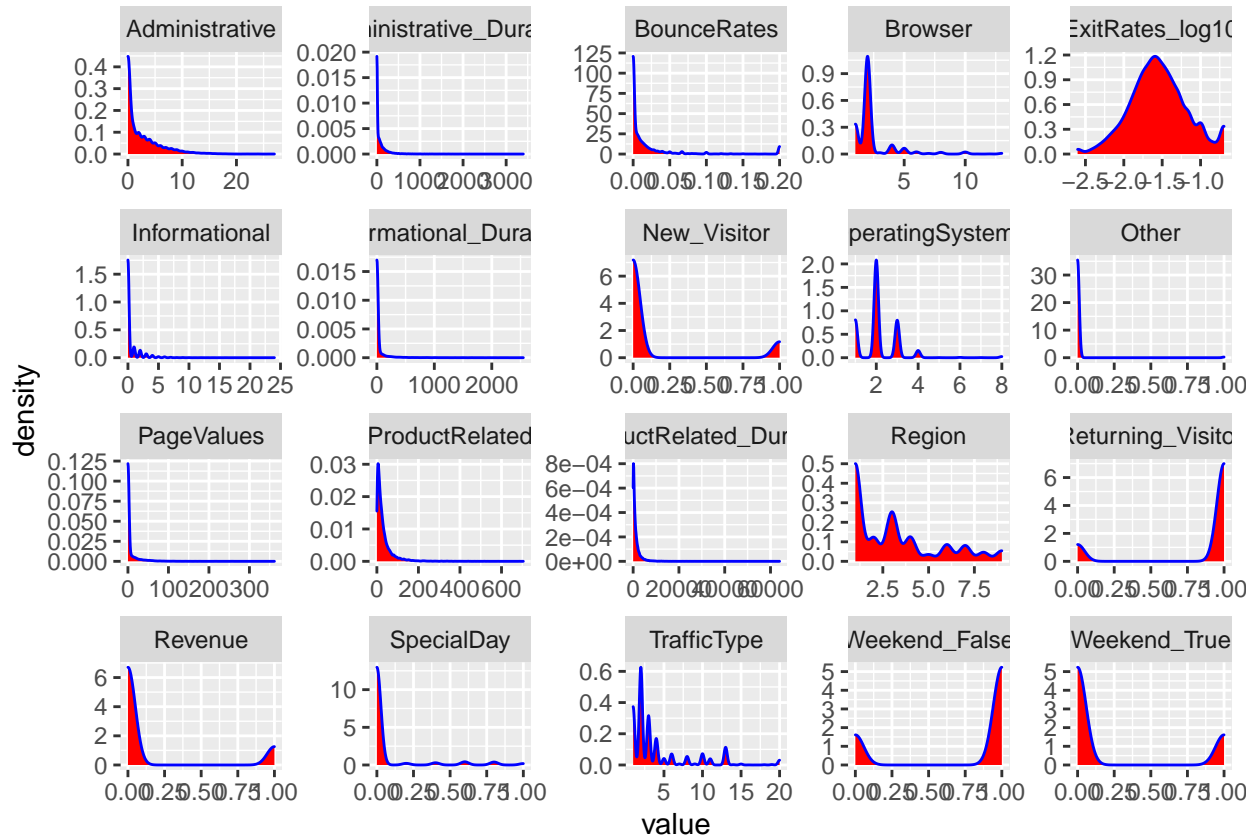 Administrative
inistrative_Dura
BounceRates
Browser
ExitRates_log10
0.4
0.3
0.2
0.1
0.0
0 10 20
0.020
0.015
0.010
0.005
0.000
0 1000 2000 3000
125
100
75
50
25
0
0.00 0.05 0.10 0.15 0.20
0.9
0.6
0.3
0.0
5 10
1.2
0.9
0.6
0.3
0.0
−2.5 −2.0 −1.5 −1.0
Informational
rmational_Dura
New_Visitor
peratingSystem
Other
1.5
1.0
0.5
0.0
0 5 10 15 20 25
0.015
0.010
0.005
0.000
0 1000 2000
6
4
2
0
0.00 0.25 0.50 0.75 1.00
2.0
1.5
1.0
0.5
0.0
2 4 6 8
30
20
10
0
0.00 0.25 0.50 0.75 1.00
density
PageValues
ProductRelated
uctRelated_Dur
Region
Returning_Visito
0.125
0.100
0.075
0.050
0.025
0.000
0 100 200 300
0.03
0.02
0.01
0.00
0 200 400 600
8e−04
6e−04
4e−04
2e−04
0e+00
0 20000 40000 60000
0.5
0.4
0.3
0.2
0.1
0.0
2.5 5.0 7.5
6
4
2
0
0.00 0.25 0.50 0.75 1.00
Revenue
SpecialDay
TrafficType
Weekend_False
Weekend_True
6
4
2
0
0.00 0.25 0.50 0.75 1.00
10
5
0
0.00 0.25 0.50 0.75 1.00
0.6
0.4
0.2
0.0
5 10 15 20
5
4
3
2
1
0
0.00 0.25 0.50 0.75 1.00
5
4
3
2
1
0
0.00 0.25 0.50 0.75 1.00
value